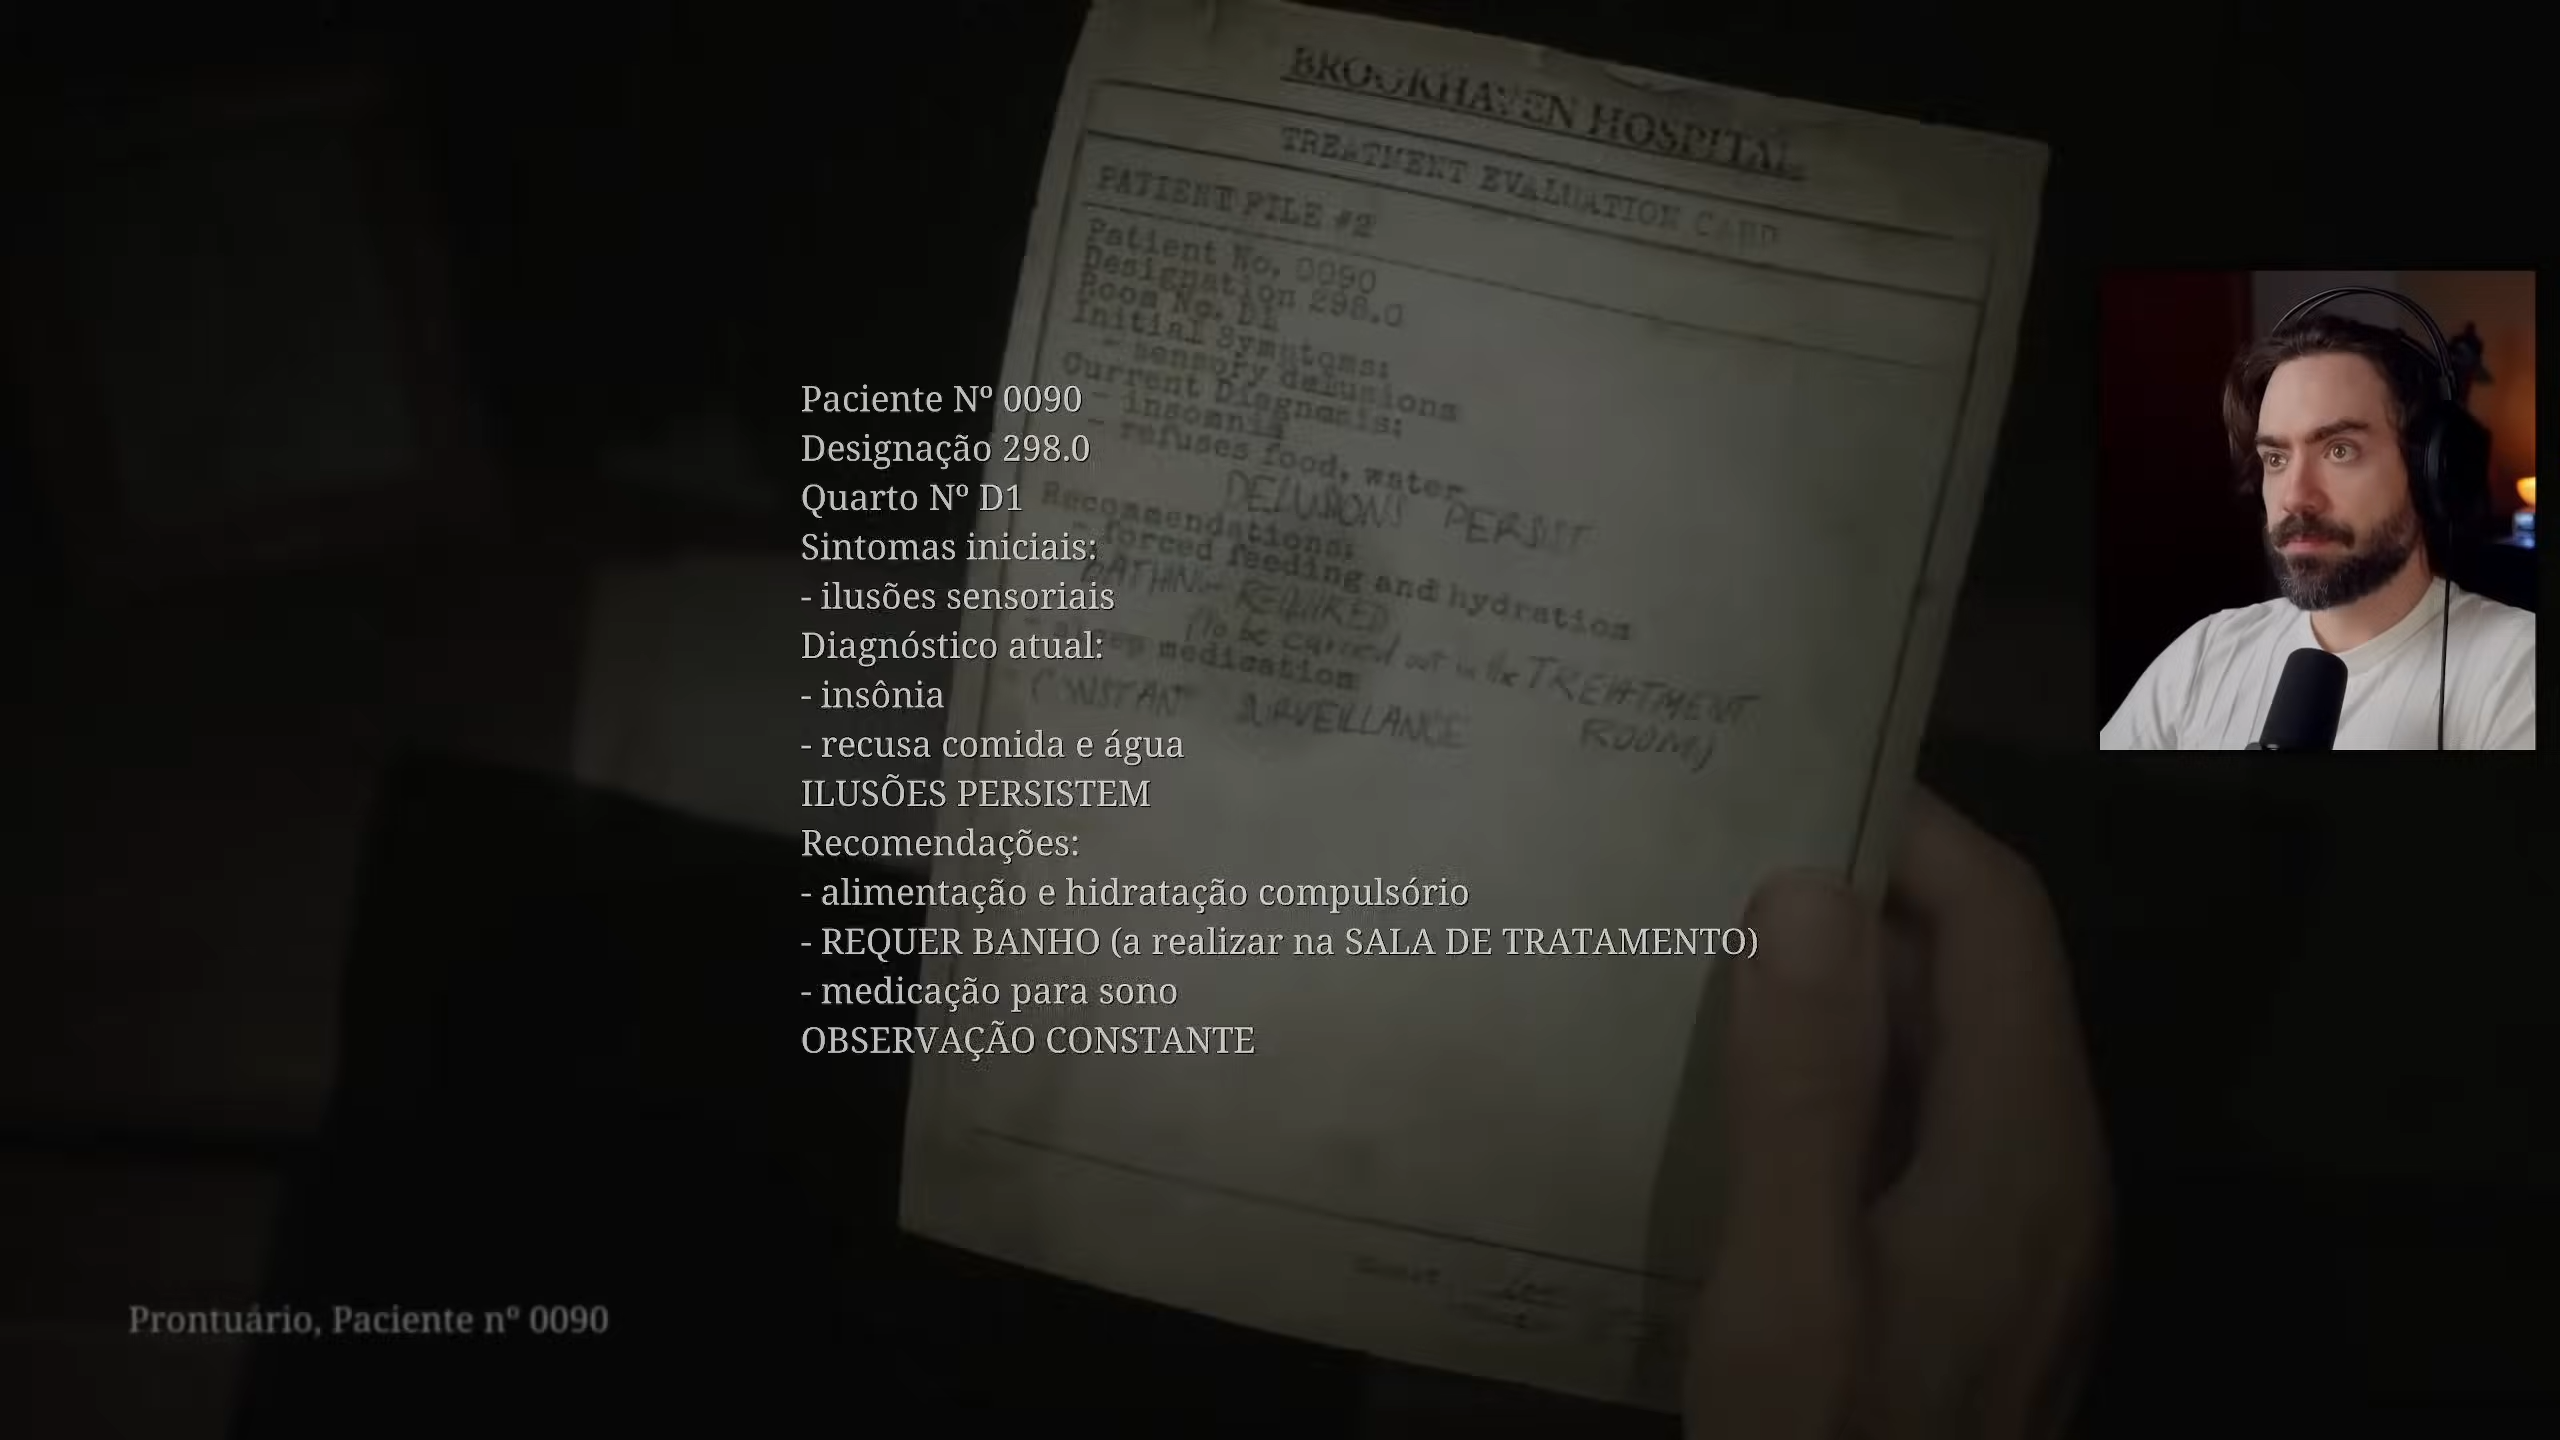 BROOKHAVEN HOSPITAL
TREATMENT EVALUATION CARD
PATIENT FILE #2
Patient No. 0090
Designation 298.0
Room No. D1
Initial Symptoms:
- sensory delusions
Current Diagnosis:
- insomnia
- refuses food, water
DELUSIONS PERSIST
Recommendations:
- forced feeding and hydration
BATHING REQUIRED
(to be carried out in the TREATMENT
ROOM)
- sleep medication
CONSTANT SURVEILLANCE
Paciente Nº 0090
Designação 298.0
Quarto Nº D1
Sintomas iniciais:
- ilusões sensoriais
Diagnóstico atual:
- insônia
- recusa comida e água
ILUSÕES PERSISTEM
Recomendações:
- alimentação e hidratação compulsório
- REQUER BANHO (a realizar na SALA DE TRATAMENTO)
- medicação para sono
OBSERVAÇÃO CONSTANTE
Prontuário, Paciente nº 0090